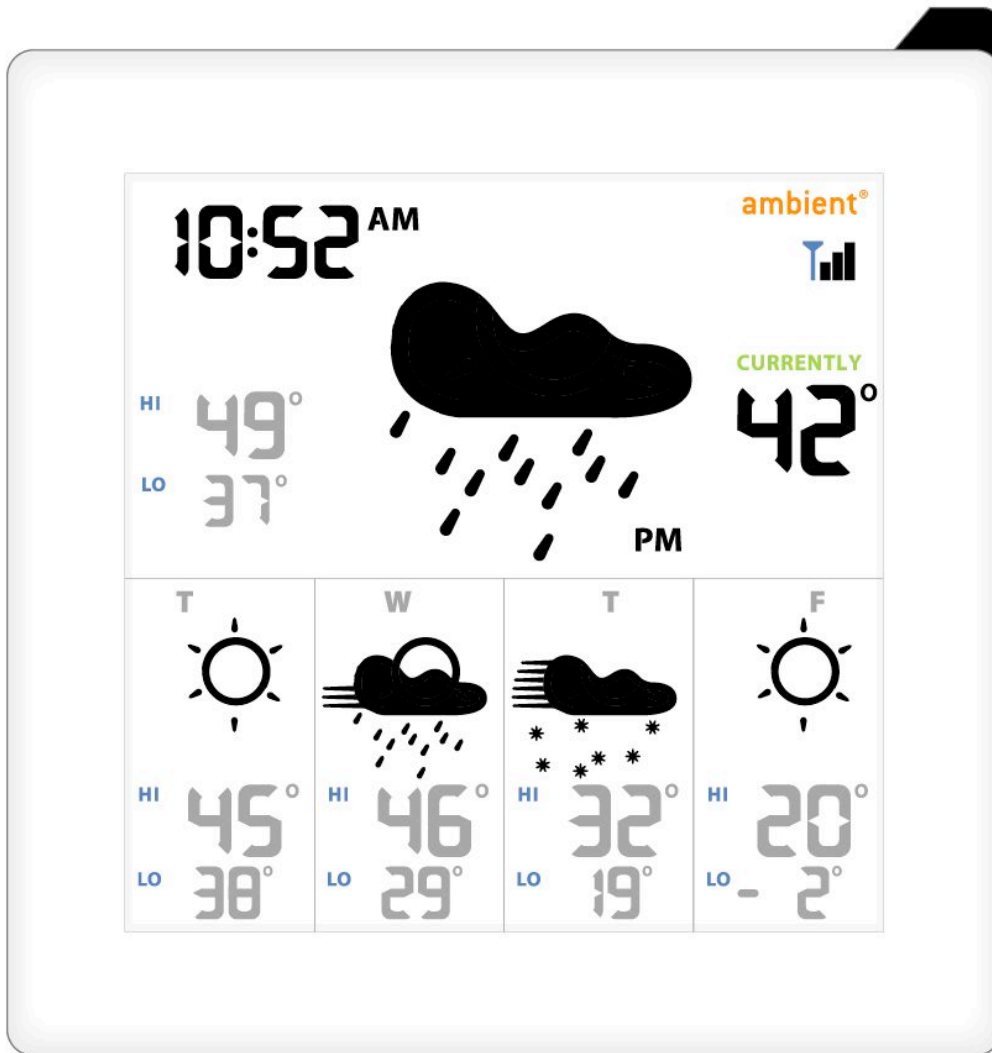 10:52 AM
ambient®
CURRENTLY
42°
HI 49°
LO 37°
PM
T W T F
HI 45° HI 46° HI 32° HI 20°
LO 38° LO 29° LO 19° LO - 2°